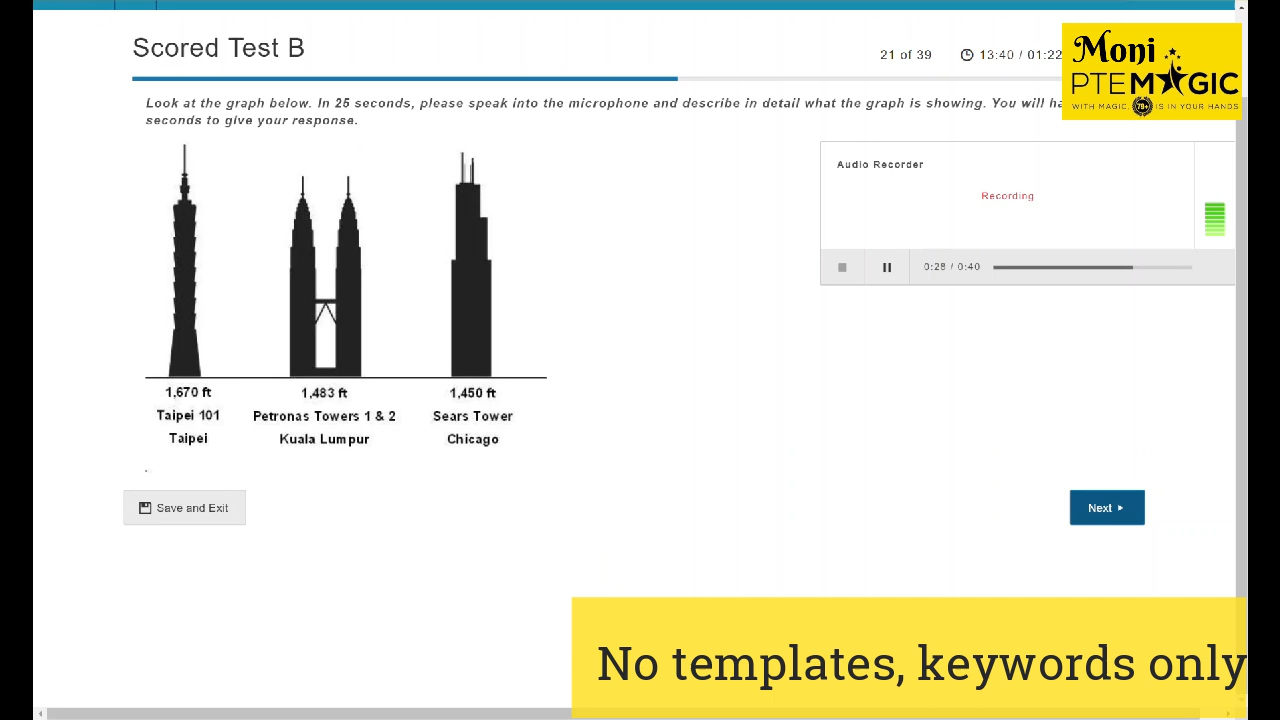 Scored Test B
21 of 39
13:40 / 01:22
Moni
PTEMAGIC
WITH MAGIC, 79+ IS IN YOUR HANDS
Look at the graph below. In 25 seconds, please speak into the microphone and describe in detail what the graph is showing. You will ha
seconds to give your response.
Audio Recorder
Recording
0:28 / 0:40
1,670 ft
Taipei 101
Taipei
1,483 ft
Petronas Towers 1 & 2
Kuala Lumpur
1,450 ft
Sears Tower
Chicago
.
Save and Exit
Next
No templates, keywords only